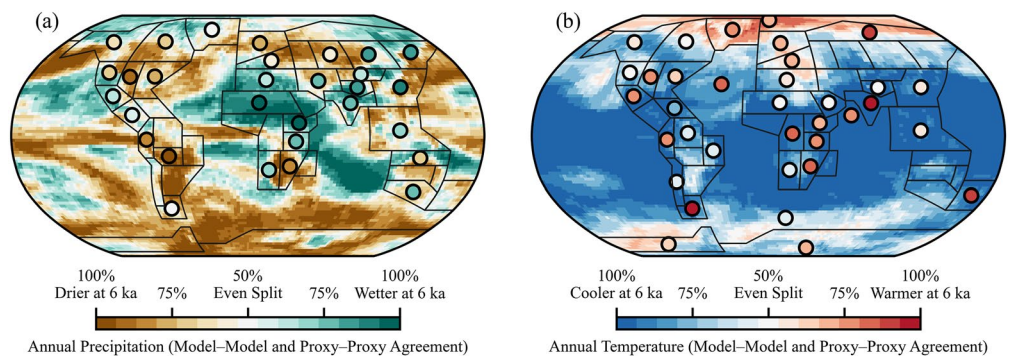 (a)
(b)
100% 50% 100%
Drier at 6 ka 75% Even Split 75% Wetter at 6 ka
Annual Precipitation (Model–Model and Proxy–Proxy Agreement)
100% 50% 100%
Cooler at 6 ka 75% Even Split 75% Warmer at 6 ka
Annual Temperature (Model–Model and Proxy–Proxy Agreement)